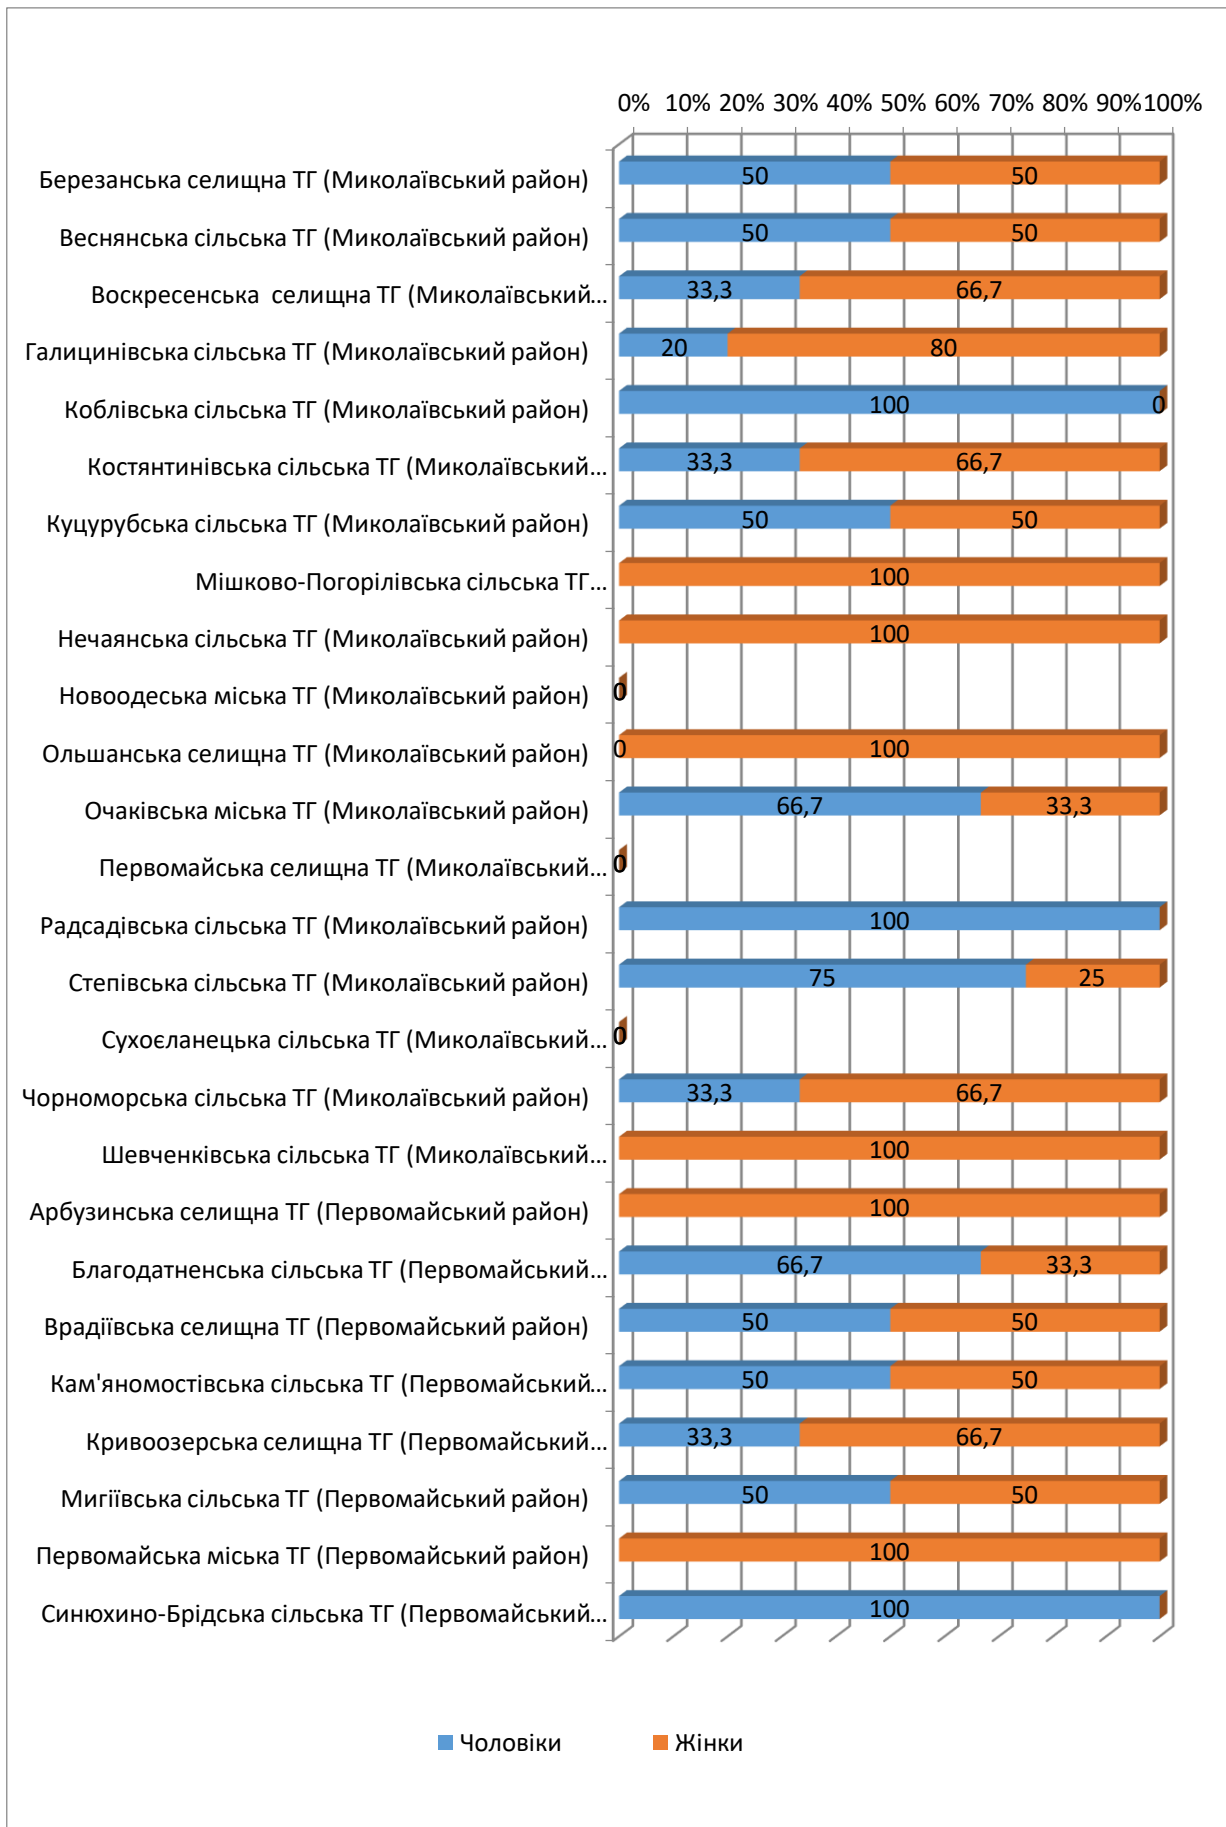 0% 10% 20% 30% 40% 50% 60% 70% 80% 90% 100%
Березанська селищна ТГ (Миколаївський район) 50 50
Веснянська сільська ТГ (Миколаївський район) 50 50
Воскресенська селищна ТГ (Миколаївський... 33,3 66,7
Галицинівська сільська ТГ (Миколаївський район) 20 80
Коблівська сільська ТГ (Миколаївський район) 100 0
Костянтинівська сільська ТГ (Миколаївський... 33,3 66,7
Куцурубська сільська ТГ (Миколаївський район) 50 50
Мішково-Погорілівська сільська ТГ... 100
Нечаянська сільська ТГ (Миколаївський район) 100
Новоодеська міська ТГ (Миколаївський район) 0
Ольшанська селищна ТГ (Миколаївський район) 0 100
Очаківська міська ТГ (Миколаївський район) 66,7 33,3
Первомайська селищна ТГ (Миколаївський... 0
Радсадівська сільська ТГ (Миколаївський район) 100
Степівська сільська ТГ (Миколаївський район) 75 25
Сухоєланецька сільська ТГ (Миколаївський... 0
Чорноморська сільська ТГ (Миколаївський район) 33,3 66,7
Шевченківська сільська ТГ (Миколаївський... 100
Арбузинська селищна ТГ (Первомайський район) 100
Благодатненська сільська ТГ (Первомайський... 66,7 33,3
Врадіївська селищна ТГ (Первомайський район) 50 50
Кам'яномостівська сільська ТГ (Первомайський... 50 50
Кривоозерська селищна ТГ (Первомайський... 33,3 66,7
Мигіївська сільська ТГ (Первомайський район) 50 50
Первомайська міська ТГ (Первомайський район) 100
Синюхино-Брідська сільська ТГ (Первомайський... 100
Чоловіки Жінки